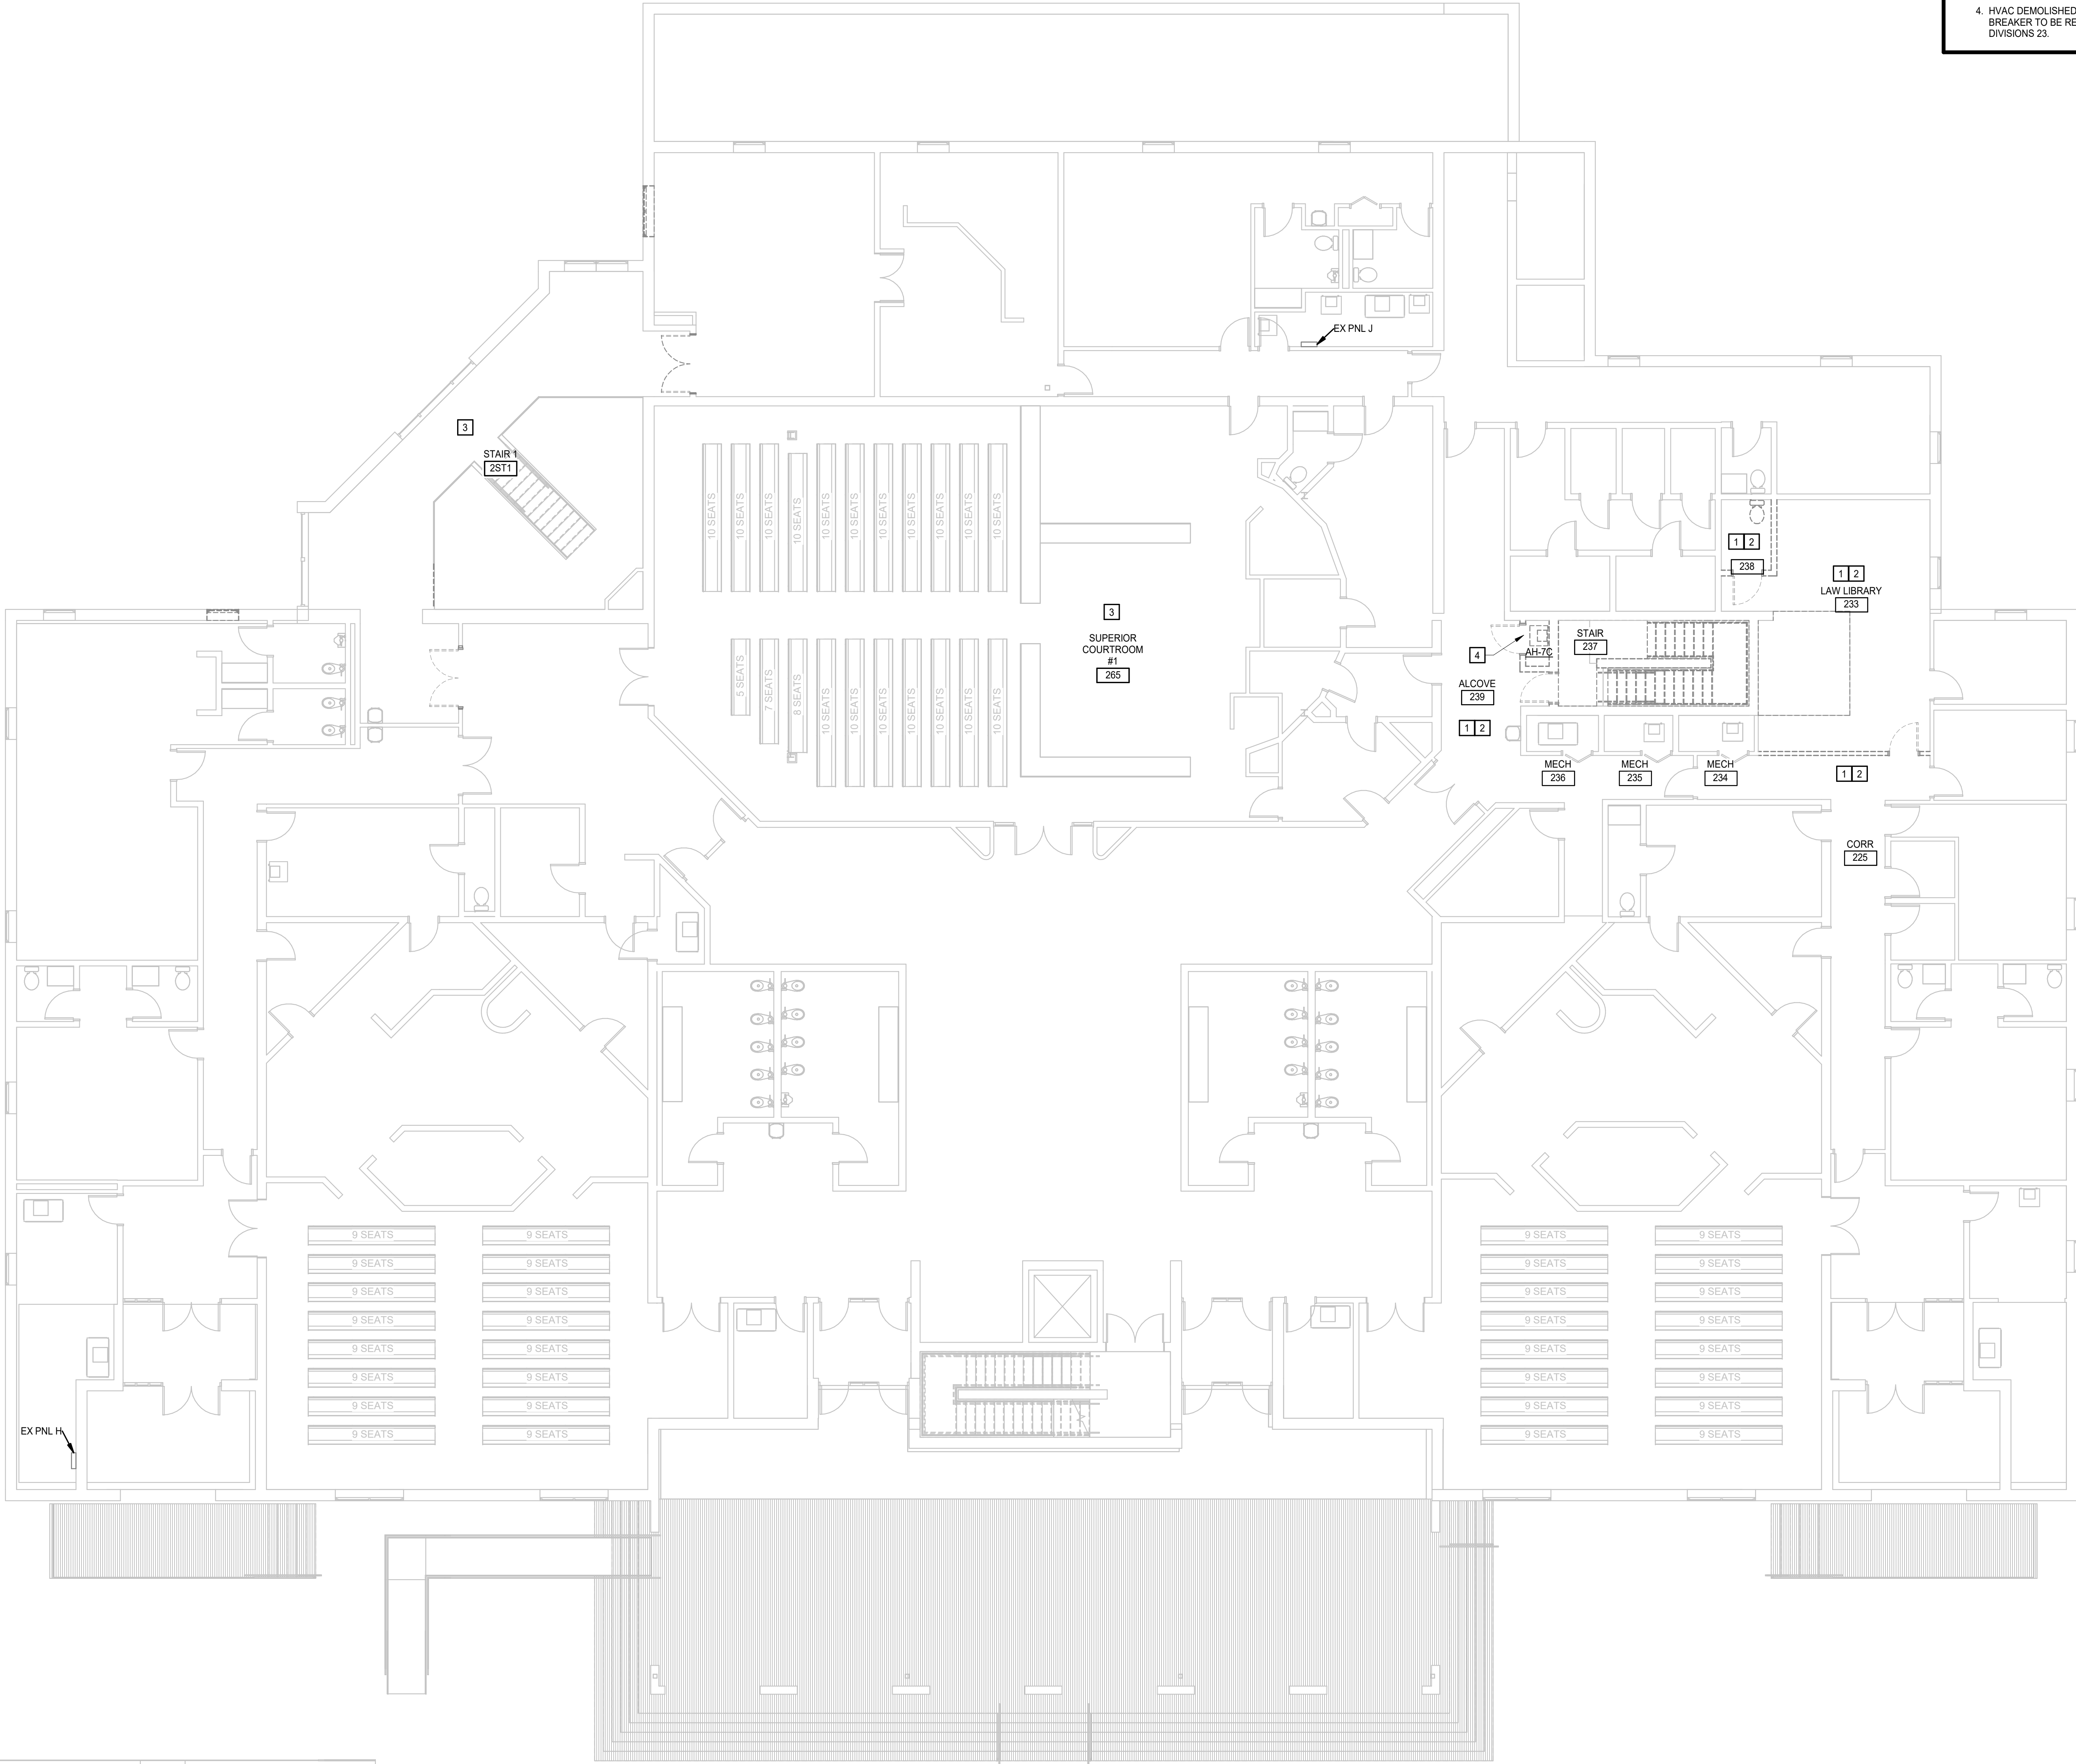 4. HVAC DEMOLISHED
BREAKER TO BE RE
DIVISIONS 23.
EX PNL J
3
STAIR 1
2ST1
10 SEATS
10 SEATS
10 SEATS
10 SEATS
10 SEATS
10 SEATS
10 SEATS
10 SEATS
10 SEATS
10 SEATS
10 SEATS
5 SEATS
7 SEATS
8 SEATS
10 SEATS
10 SEATS
10 SEATS
10 SEATS
10 SEATS
10 SEATS
10 SEATS
3
SUPERIOR
COURTROOM
#1
265
1 2
238
1 2
LAW LIBRARY
233
STAIR
237
4
AH-7C
ALCOVE
239
1 2
MECH
236
MECH
235
MECH
234
1 2
CORR
225
9 SEATS 9 SEATS 9 SEATS 9 SEATS
9 SEATS 9 SEATS 9 SEATS 9 SEATS
9 SEATS 9 SEATS 9 SEATS 9 SEATS
9 SEATS 9 SEATS 9 SEATS 9 SEATS
9 SEATS 9 SEATS 9 SEATS 9 SEATS
9 SEATS 9 SEATS 9 SEATS 9 SEATS
9 SEATS 9 SEATS 9 SEATS 9 SEATS
9 SEATS 9 SEATS 9 SEATS 9 SEATS
EX PNL H